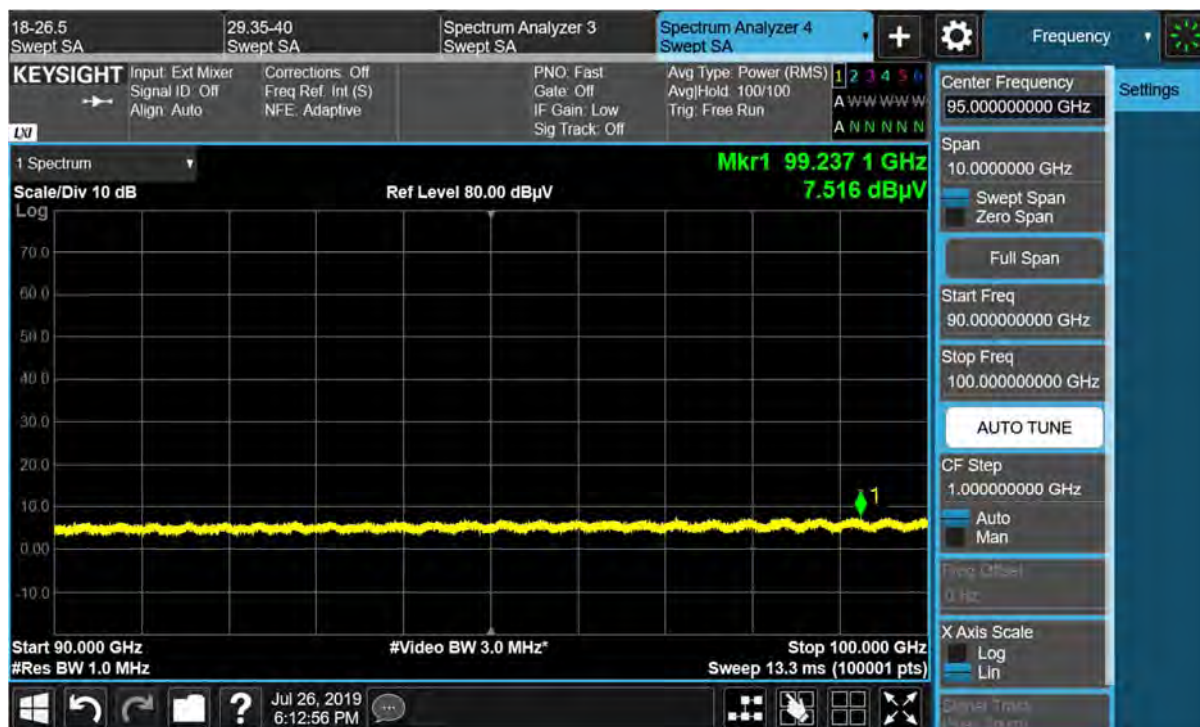 18-26.5
Swept SA
29.35-40
Swept SA
Spectrum Analyzer 3
Swept SA
Spectrum Analyzer 4
Swept SA
+
Frequency
KEYSIGHT
LXI
Input: Ext Mixer
Signal ID: Off
Align: Auto
Corrections: Off
Freq Ref: Int (S)
NFE: Adaptive
PNO: Fast
Gate: Off
IF Gain: Low
Sig Track: Off
Avg Type: Power (RMS)
Avg|Hold: 100/100
Trig: Free Run
1 2 3 4 5 6
A W W W W W
A N N N N N
1 Spectrum
Scale/Div 10 dB
Log
Ref Level 80.00 dBµV
Mkr1 99.237 1 GHz
7.516 dBµV
70.0
60.0
50.0
40.0
30.0
20.0
10.0
0.00
-10.0
1
Start 90.000 GHz
#Res BW 1.0 MHz
#Video BW 3.0 MHz*
Stop 100.000 GHz
Sweep 13.3 ms (100001 pts)
?
Jul 26, 2019
6:12:56 PM
Center Frequency
95.000000000 GHz
Span
10.0000000 GHz
Swept Span
Zero Span
Full Span
Start Freq
90.000000000 GHz
Stop Freq
100.000000000 GHz
AUTO TUNE
CF Step
1.000000000 GHz
Auto
Man
Freq Offset
0 Hz
X Axis Scale
Log
Lin
Signal Track
Settings